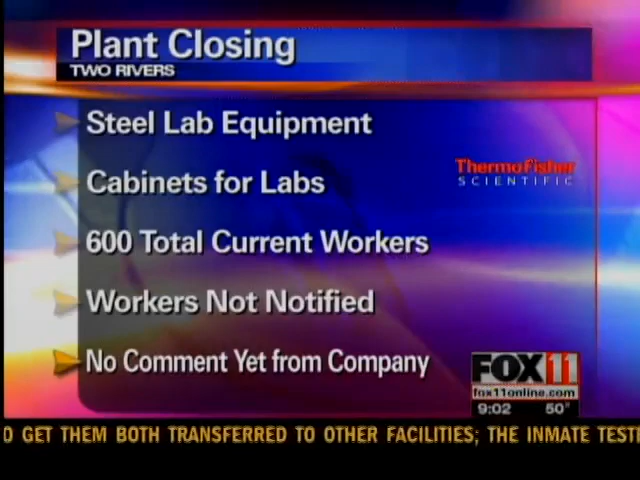 Plant Closing
TWO RIVERS
Steel Lab Equipment
ThermoFisher
SCIENTIFIC
Cabinets for Labs
600 Total Current Workers
Workers Not Notified
No Comment Yet from Company
FOX 11
fox11online.com
9:02 50°
GET THEM BOTH TRANSFERRED TO OTHER FACILITIES; THE INMATE